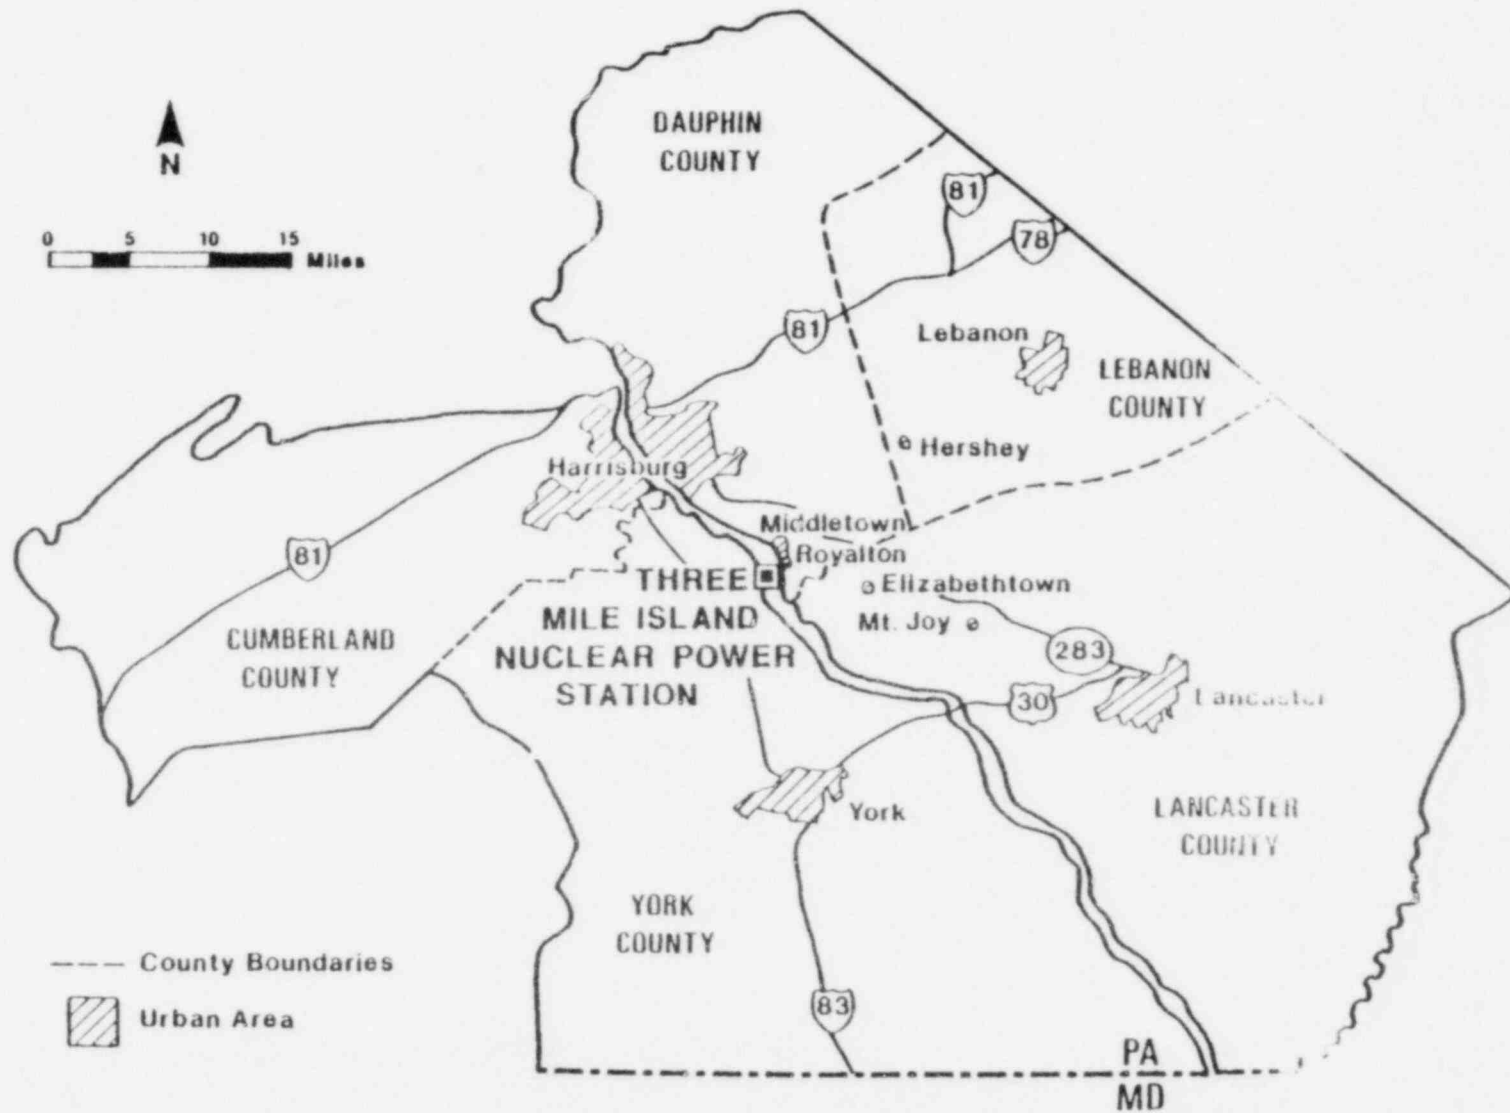 DAUPHIN
COUNTY
N
0 5 10 15 Miles
81
78
81
Lebanon
LEBANON
COUNTY
Hershey
Harrisburg
Middletown
Royalton
81
THREE
MILE ISLAND
NUCLEAR POWER
STATION
Elizabethtown
Mt. Joy
CUMBERLAND
COUNTY
283
30
Lancaster
York
LANCASTER
COUNTY
YORK
COUNTY
County Boundaries
Urban Area
83
PA
MD